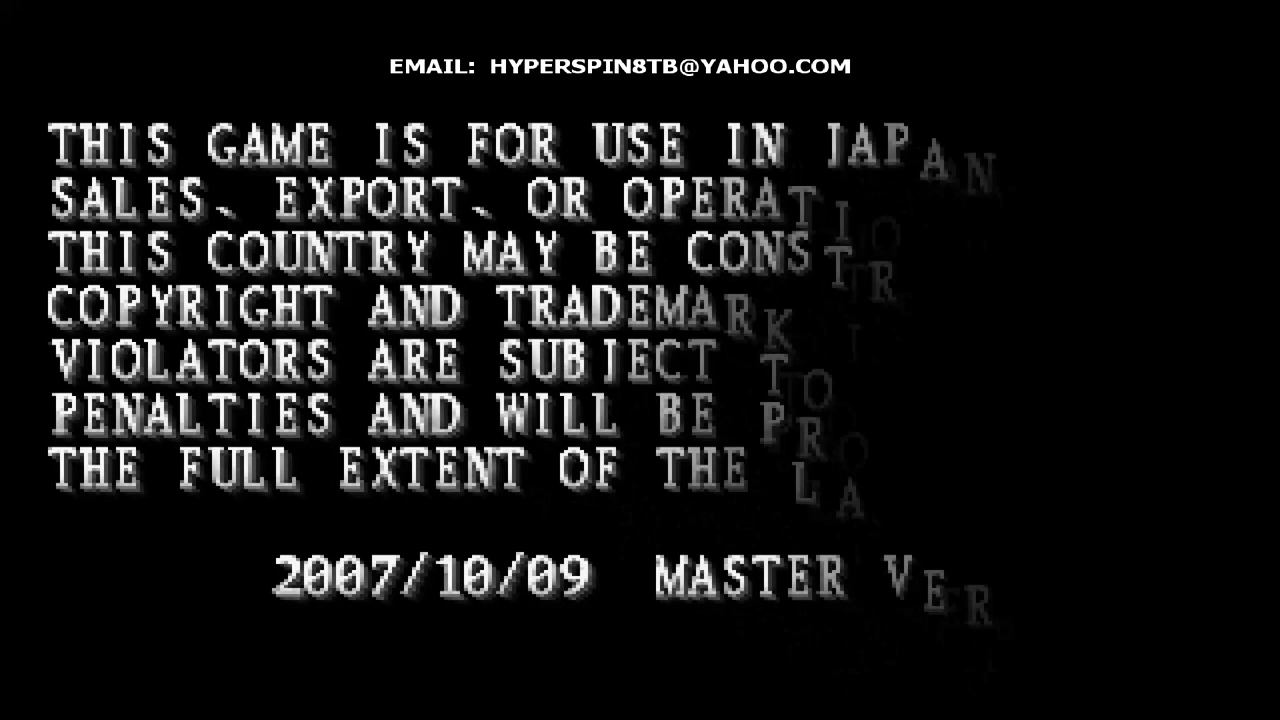 EMAIL: HYPERSPIN8TB@YAHOO.COM
THIS GAME IS FOR USE IN JAPAN
SALES、 EXPORT、 OR OPERATIO
THIS COUNTRY MAY BE CONSTR
COPYRIGHT AND TRADEMARK
VIOLATORS ARE SUBJECT TO
PENALTIES AND WILL BE PRO
THE FULL EXTENT OF THE LA
2007/10/09 MASTER VER